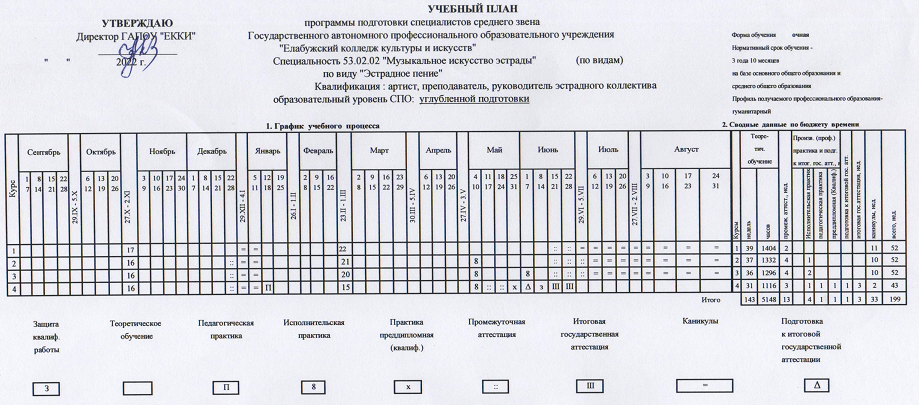 УЧЕБНЫЙ ПЛАН
программы подготовки специалистов среднего звена
Государственного автономного профессионального образовательного учреждения
"Елабужский колледж культуры и искусств"
Специальность 53.02.02 "Музыкальное искусство эстрады" (по видам)
по виду "Эстрадное пение"
Квалификация : артист, преподаватель, руководитель эстрадного коллектива
образовательный уровень СПО: углубленной подготовки
УТВЕРЖДАЮ
Директор ГАПОУ "ЕККИ"
" " 2022 г.
Форма обучения очная
Нормативный срок обучения -
3 года 10 месяцев
на базе основного общего образования и
среднего общего образования
Профиль получаемого профессионального образования-
гуманитарный
1. График учебного процесса
2. Сводные данные по бюджету времени
Курс
Сентябрь Октябрь Ноябрь Декабрь Январь Февраль Март Апрель Май Июнь Июль Август
1 8 15 22 6 13 20 3 10 17 24 1 8 15 22 5 12 19 2 9 16 2 9 16 23 6 13 20 4 11 18 25 1 8 15 22 6 13 20 3 10 17 24
7 14 21 28 12 19 26 9 16 23 30 7 14 21 28 11 18 25 8 15 22 8 15 22 29 12 19 26 10 17 24 31 7 14 21 28 12 19 26 9 16 23 31
29.IX - 5.X
27.X - 2.XI
29.XII - 4.I
26.I - 1.II
23.II - 1.III
30.III - 5.IV
27.IV - 3.V
29.VI - 5.VII
27.VII - 2.VIII
Курсы
Теоре-
тич.
обучение
недель
часов
промеж. аттест., нед
Произв. (проф.)
практика и подг.
к итог. гос. атт., н
Исполнительская практик
педагогическая практика
преддипломная (Квалиф.)
подготовка к итоговой гос. атт.
итоговая гос.аттестация, нед
каникулы, нед
всего, нед
1 17 = = 22 :: :: = = = = = = = = = 1 39 1404 2 11 52
2 16 :: = = 21 8 :: :: = = = = = = = = = 2 37 1332 4 1 10 52
3 16 :: = = 20 8 :: :: = = = = = = = = = 3 36 1296 4 2 10 52
4 16 :: = = П 15 8 :: :: х Δ з Ш Ш 4 31 1116 3 1 1 1 1 3 2 43
Итого 143 5148 13 4 1 1 1 3 33 199
Защита
квалиф.
работы
З
Теоретическое
обучение
Педагогическая
практика
П
Исполнительская
практика
8
Практика
преддипломная
(квалиф.)
х
Промежуточная
аттестация
::
Итоговая
государственная
аттестация
Ш
Каникулы
=
Подготовка
к итоговой
государственной
аттестации
Δ